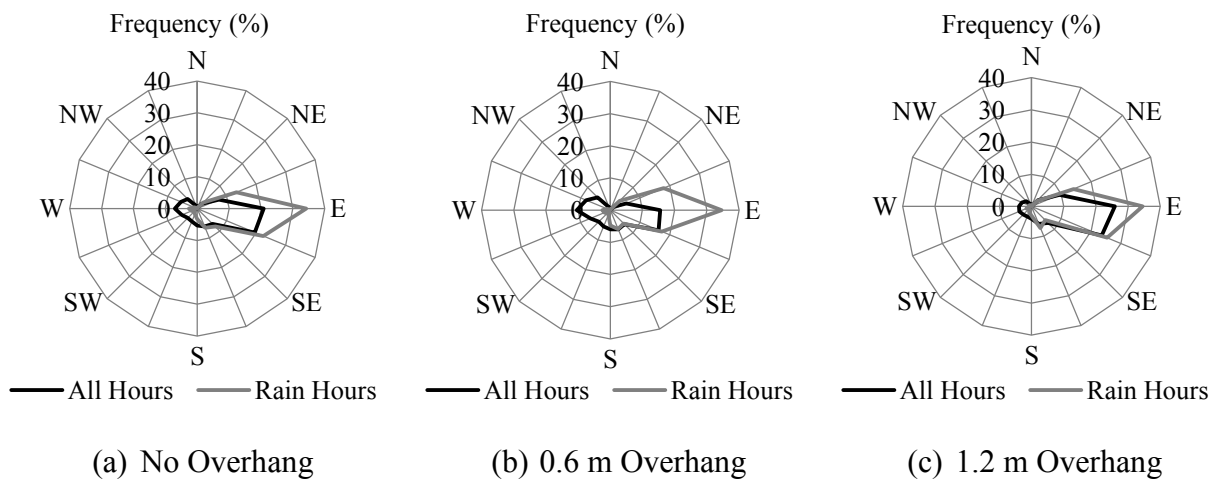 Frequency (%)
N
NE
E
SE
S
SW
W
NW
40
30
20
10
0
All Hours
Rain Hours
(a) No Overhang
Frequency (%)
N
NE
E
SE
S
SW
W
NW
40
30
20
10
0
All Hours
Rain Hours
(b) 0.6 m Overhang
Frequency (%)
N
NE
E
SE
S
SW
W
NW
40
30
20
10
0
All Hours
Rain Hours
(c) 1.2 m Overhang